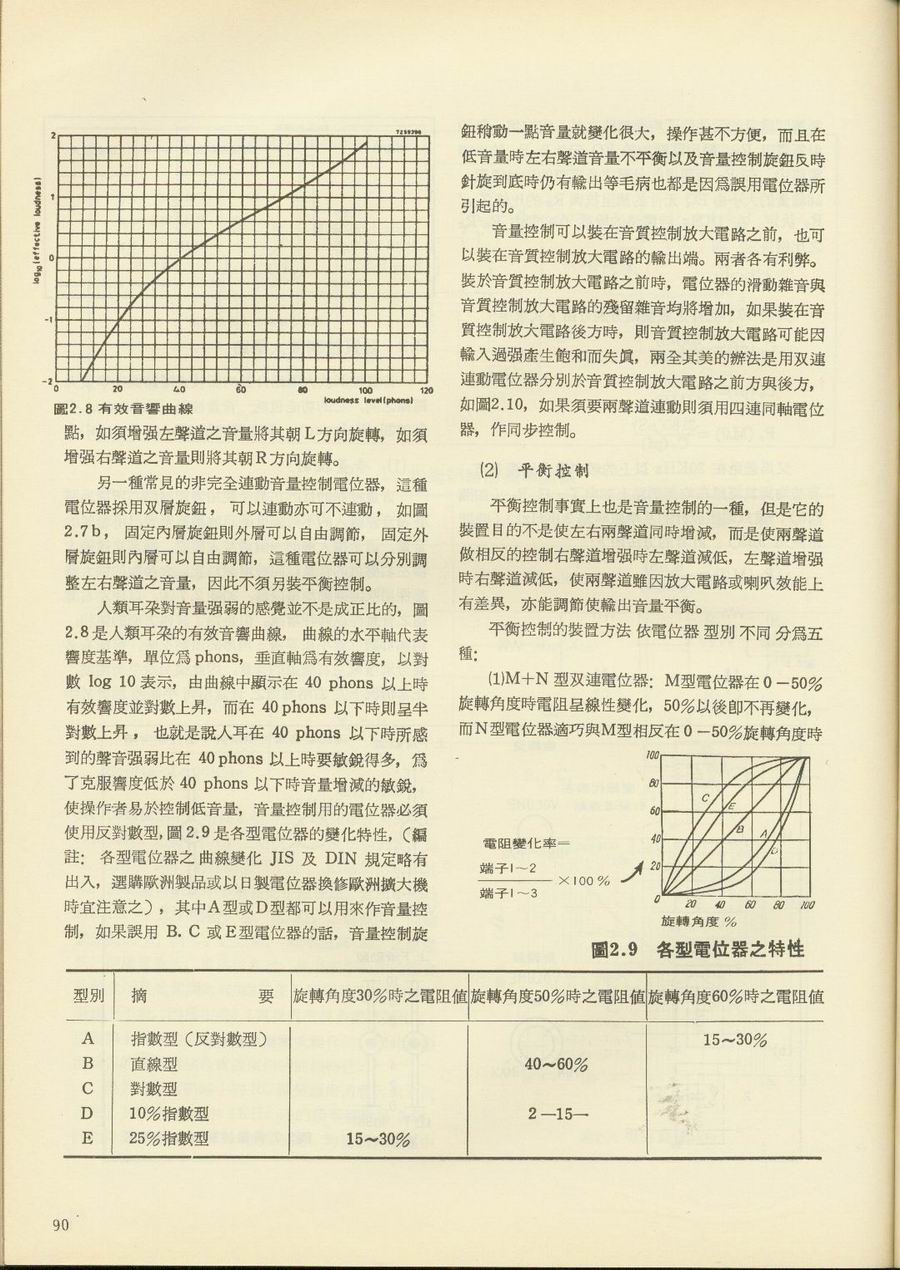 7Z59398
log₁₀ (effective loudness)
2
1
0
-1
-2
0 20 40 60 80 100 120
loudness level (phons)
圖2.8 有效音響曲線
點，如須增强左聲道之音量將其朝L方向旋轉，如須
增强右聲道之音量則將其朝R方向旋轉。
另一種常見的非完全連動音量控制電位器，這種
電位器採用双層旋鈕， 可以連動亦可不連動， 如圖
2.7b， 固定內層旋鈕則外層可以自由調節， 固定外
層旋鈕則內層可以自由調節，這種電位器可以分別調
整左右聲道之音量，因此不須另裝平衡控制。
人類耳朶對音量强弱的感覺並不是成正比的，圖
2.8是人類耳朶的有效音響曲線， 曲線的水平軸代表
響度基準，單位爲 phons，垂直軸爲有效響度，以對
數 log 10 表示，由曲線中顯示在 40 phons 以上時
有效響度並對數上昇，而在 40 phons 以下時則呈半
對數上昇， 也就是說人耳在 40 phons 以下時所感
到的聲音强弱比在 40 phons 以上時要敏銳得多，爲
了克服響度低於 40 phons 以下時音量增減的敏銳，
使操作者易於控制低音量，音量控制用的電位器必須
使用反對數型，圖 2.9 是各型電位器的變化特性，（編
註： 各型電位器之曲線變化 JIS 及 DIN 規定略有
出入，選購歐洲製品或以日製電位器換修歐洲擴大機
時宜注意之），其中A型或D型都可以用來作音量控
制，如果誤用 B. C 或E型電位器的話，音量控制旋
鈕稍動一點音量就變化很大，操作甚不方便，而且在
低音量時左右聲道音量不平衡以及音量控制旋鈕反時
針旋到底時仍有輸出等毛病也都是因爲誤用電位器所
引起的。
音量控制可以裝在音質控制放大電路之前，也可
以裝在音質控制放大電路的輸出端。兩者各有利弊。
裝於音質控制放大電路之前時，電位器的滑動雜音與
音質控制放大電路的殘留雜音均將增加，如果裝在音
質控制放大電路後方時，則音質控制放大電路可能因
輸入過强產生飽和而失眞，兩全其美的辦法是用双連
連動電位器分別於音質控制放大電路之前方與後方，
如圖2.10，如果須要兩聲道連動則須用四連同軸電位
器，作同步控制。
(2) 平衡控制
平衡控制事實上也是音量控制的一種，但是它的
裝置目的不是使左右兩聲道同時增減，而是使兩聲道
做相反的控制右聲道增强時左聲道減低，左聲道增强
時右聲道減低，使兩聲道雖因放大電路或喇叭效能上
有差異，亦能調節使輸出音量平衡。
平衡控制的裝置方法 依電位器 型別 不同 分爲五
種：
(1)M＋N 型双連電位器： M型電位器在 0－50%
旋轉角度時電阻呈線性變化，50%以後卽不再變化，
而N型電位器適巧與M型相反在 0－50%旋轉角度時
電阻變化率＝
端子1～2
端子1～3
×100 %
100
80
60
40
20
0
C E B A D
20 40 60 80 100
旋轉角度 %
圖2.9 各型電位器之特性
型別 摘 要 旋轉角度30%時之電阻值 旋轉角度50%時之電阻值 旋轉角度60%時之電阻值
A 指數型（反對數型） 15～30%
B 直線型 40～60%
C 對數型
D 10%指數型 2—15—
E 25%指數型 15～30%
90